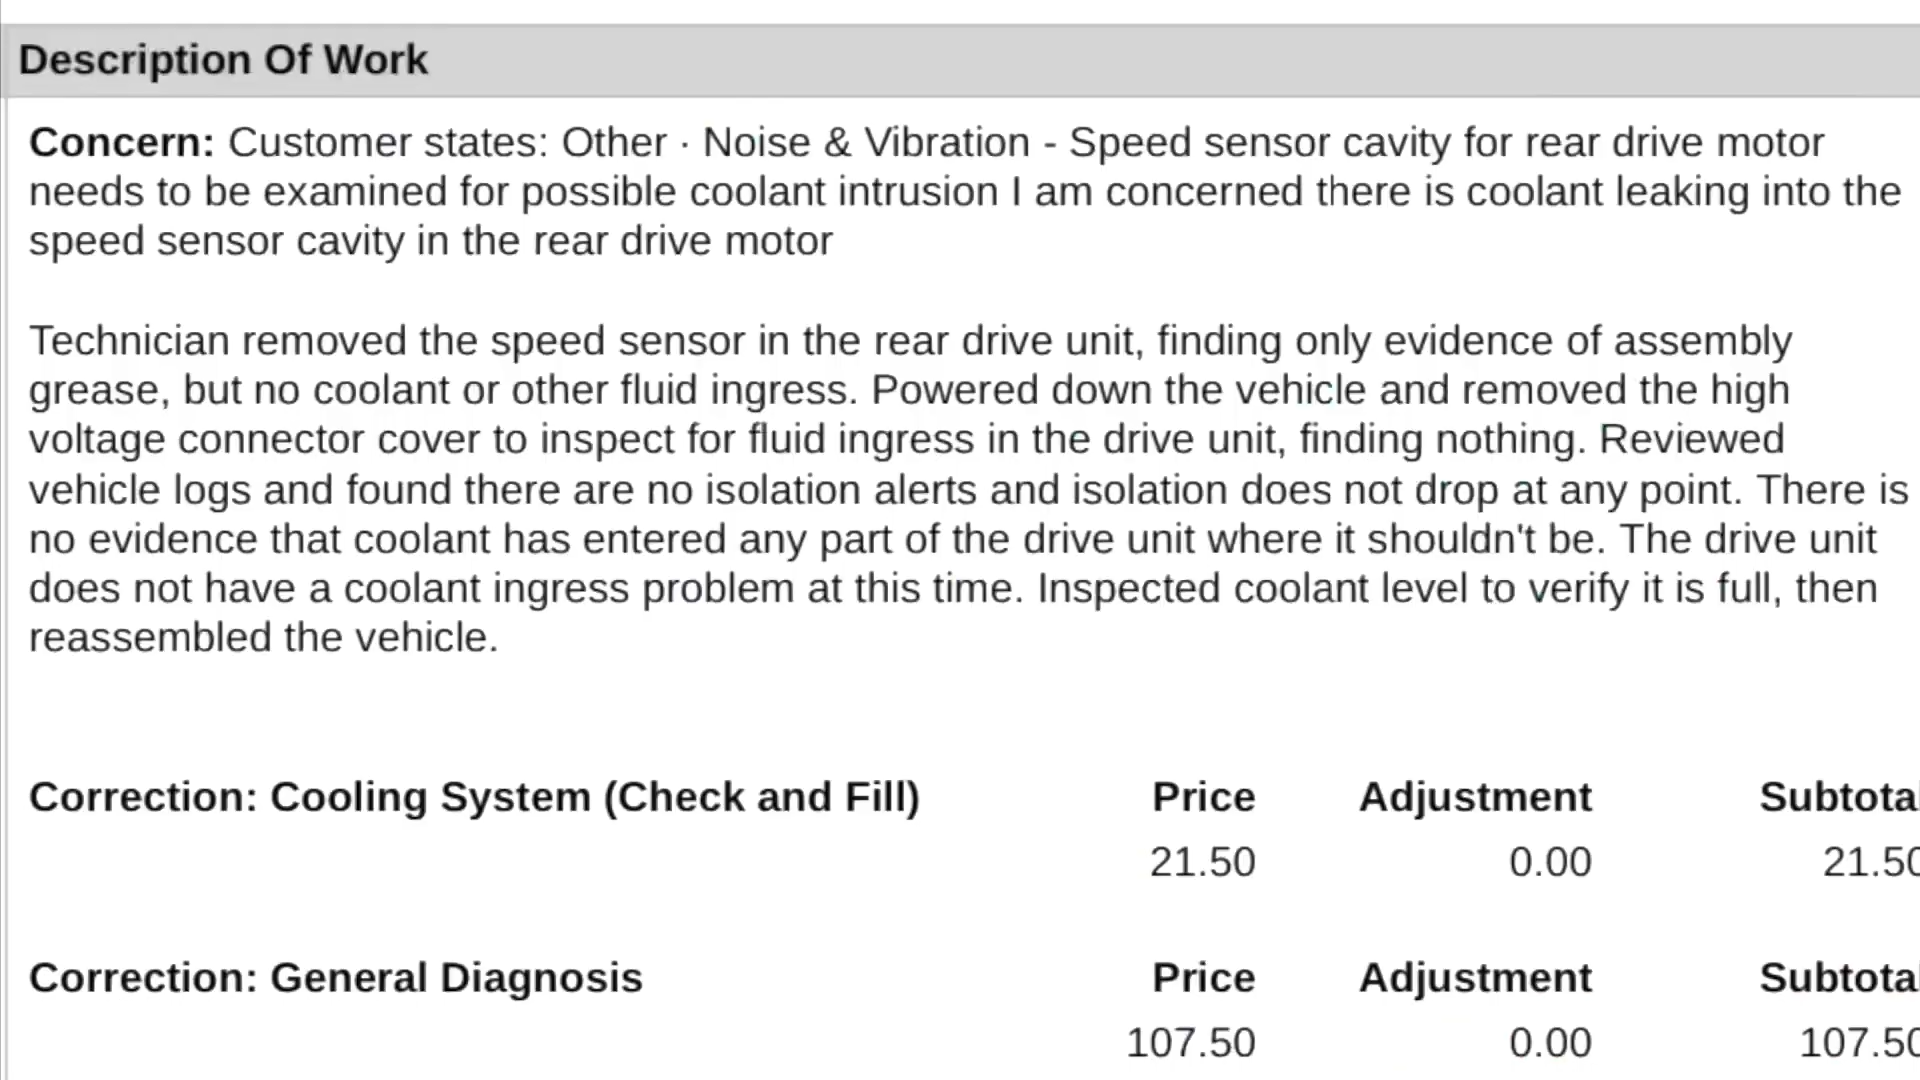 Description Of Work
Concern: Customer states: Other · Noise & Vibration - Speed sensor cavity for rear drive motor
needs to be examined for possible coolant intrusion I am concerned there is coolant leaking into the
speed sensor cavity in the rear drive motor
Technician removed the speed sensor in the rear drive unit, finding only evidence of assembly
grease, but no coolant or other fluid ingress. Powered down the vehicle and removed the high
voltage connector cover to inspect for fluid ingress in the drive unit, finding nothing. Reviewed
vehicle logs and found there are no isolation alerts and isolation does not drop at any point. There is
no evidence that coolant has entered any part of the drive unit where it shouldn't be. The drive unit
does not have a coolant ingress problem at this time. Inspected coolant level to verify it is full, then
reassembled the vehicle.
Correction: Cooling System (Check and Fill) Price Adjustment Subtotal
21.50 0.00 21.50
Correction: General Diagnosis Price Adjustment Subtotal
107.50 0.00 107.50